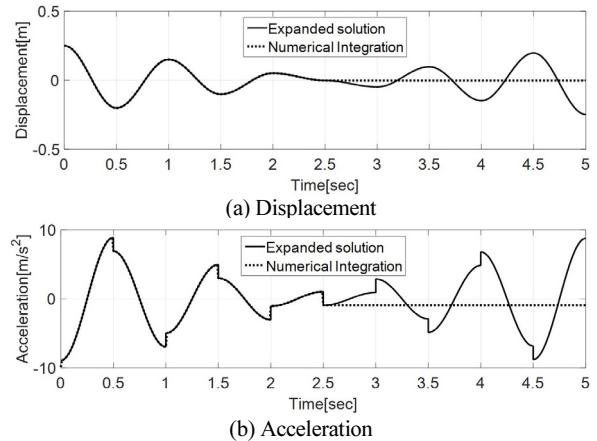 0.5
0
-0.5
Displacement[m]
Expanded solution
Numerical Integration
0 0.5 1 1.5 2 2.5 3 3.5 4 4.5 5
Time[sec]
(a) Displacement
10
0
-10
Acceleration[m/s²]
Expanded solution
Numerical Integration
0 0.5 1 1.5 2 2.5 3 3.5 4 4.5 5
Time[sec]
(b) Acceleration